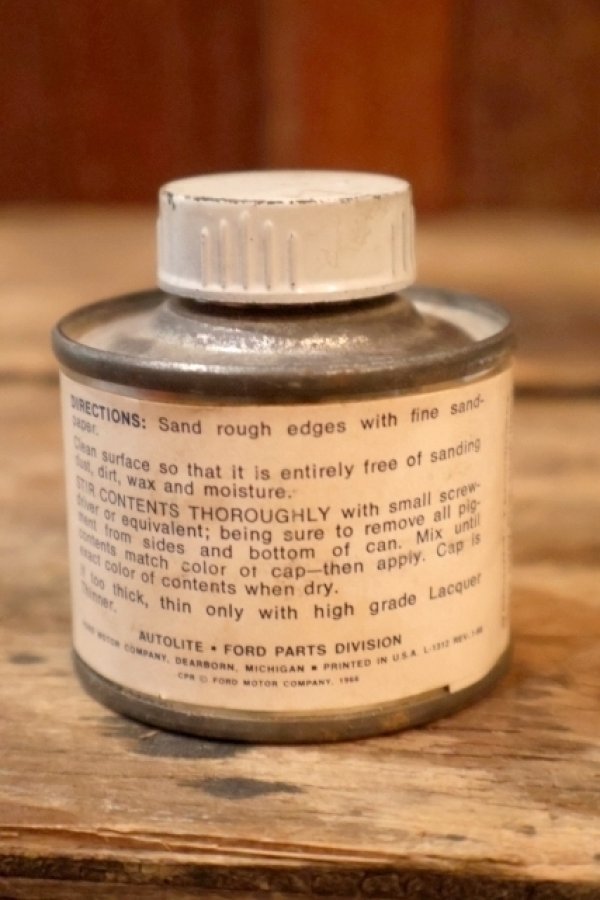 DIRECTIONS: Sand rough edges with fine sand-
paper.
Clean surface so that it is entirely free of sanding
dust, dirt, wax and moisture.
STIR CONTENTS THOROUGHLY with small screw-
driver or equivalent; being sure to remove all pig-
ment from sides and bottom of can. Mix until
contents match color of cap—then apply. Cap is
exact color of contents when dry.
If too thick, thin only with high grade Lacquer
Thinner.
AUTOLITE • FORD PARTS DIVISION
FORD MOTOR COMPANY, DEARBORN, MICHIGAN ■ PRINTED IN U.S.A. L-1312 REV.
CPR © FORD MOTOR COMPANY, 1966